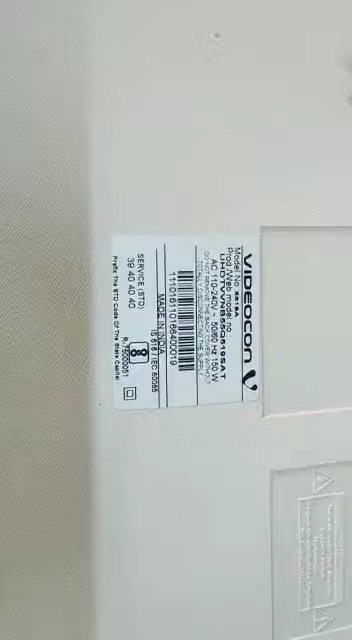 VIDEOCON
Model No.
Prod /Web model no
UHDTVVNB55Q519SAT
AC 110-240V ~ 50/60 Hz 150 W
DO NOT REMOVE THE BACK COVER WITHOUT
TOTALLY DISCONNECTING THE SUPPLY
111016110166400019
MADE IN INDIA
IS 616 / IEC 60065
SERVICE (STD)
39 40 40 40
R-75000051
Prefix The STD Code Of The State capital